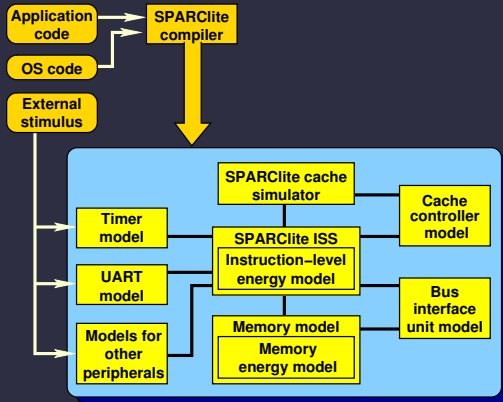 Application
code
SPARClite
compiler
OS code
External
stimulus
SPARClite cache
simulator
Timer
model
Cache
controller
model
SPARClite ISS
Instruction−level
energy model
UART
model
Bus
interface
unit model
Models for
other
peripherals
Memory model
Memory
energy model